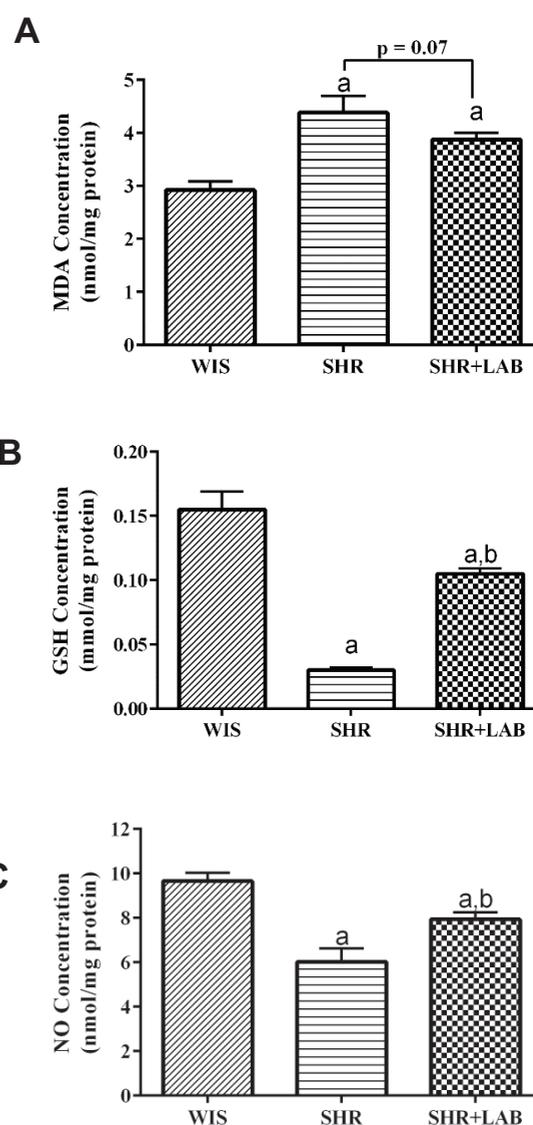 A
p = 0.07
a
a
5
4
3
2
1
0
MDA Concentration
(nmol/mg protein)
WIS SHR SHR+LAB
B
0.20
0.15
0.10
0.05
0.00
GSH Concentration
(mmol/mg protein)
a
a,b
WIS SHR SHR+LAB
C
12
10
8
6
4
2
0
NO Concentration
(nmol/mg protein)
a
a,b
WIS SHR SHR+LAB